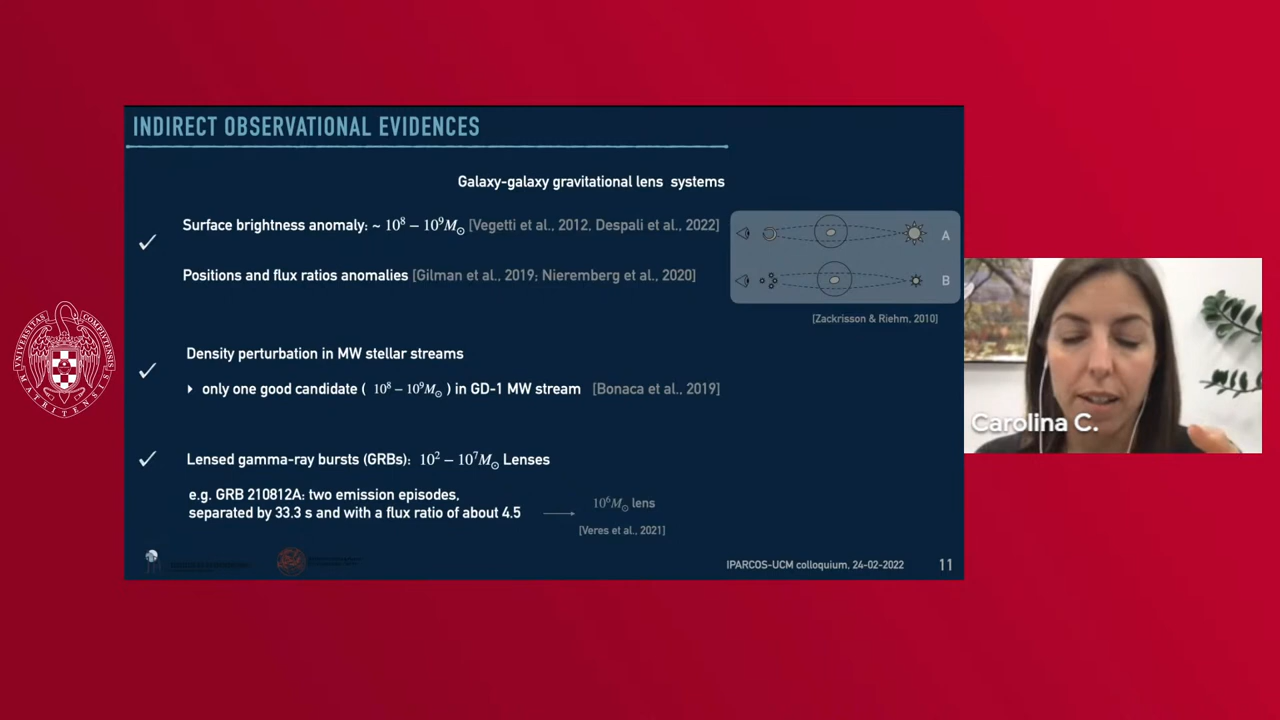 INDIRECT OBSERVATIONAL EVIDENCES
Galaxy-galaxy gravitational lens systems
Surface brightness anomaly: ~ 10⁸ − 10⁹M⊙ [Vegetti et al., 2012, Despali et al., 2022]
A
Positions and flux ratios anomalies [Gilman et al., 2019; Nieremberg et al., 2020]
B
[Zackrisson & Riehm, 2010]
Density perturbation in MW stellar streams
only one good candidate ( 10⁸ − 10⁹M⊙ ) in GD-1 MW stream [Bonaca et al., 2019]
Carolina C.
Lensed gamma-ray bursts (GRBs): 10² − 10⁷M⊙ Lenses
e.g. GRB 210812A: two emission episodes,
separated by 33.3 s and with a flux ratio of about 4.5
10⁶M⊙ lens
[Veres et al., 2021]
IPARCOS-UCM colloquium, 24-02-2022
11
UNIVERSITAS COMPLUTENSIS
MATRITENSIS